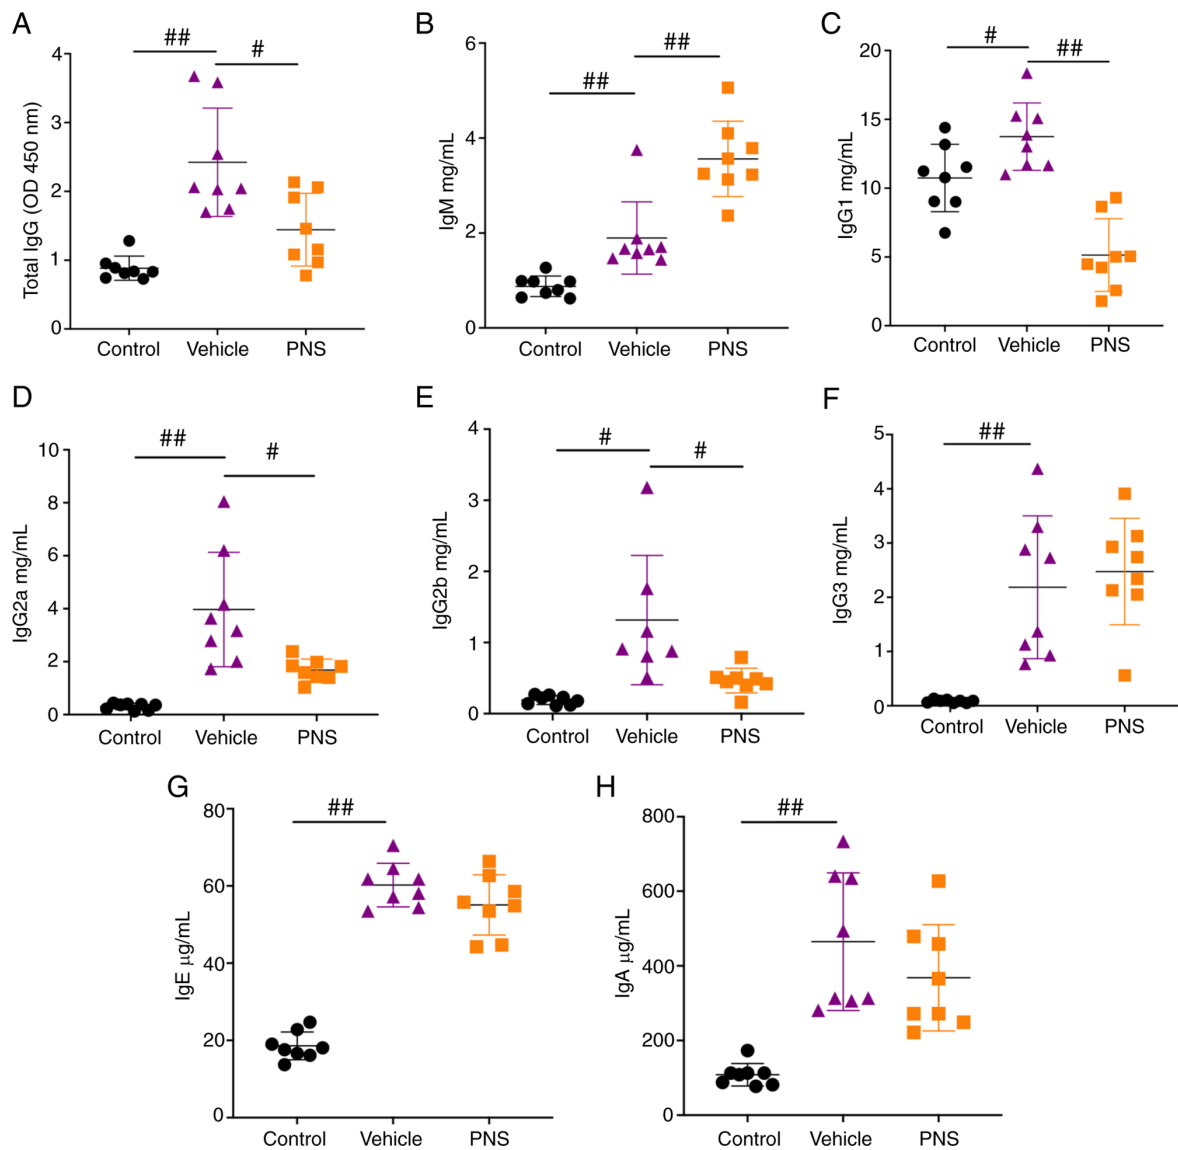 A
Total IgG (OD 450 nm)
4
3
2
1
0
##
#
Control Vehicle PNS
B
IgM mg/mL
6
4
2
0
##
##
Control Vehicle PNS
C
IgG1 mg/mL
20
15
10
5
0
#
##
Control Vehicle PNS
D
IgG2a mg/mL
10
8
6
4
2
0
##
#
Control Vehicle PNS
E
IgG2b mg/mL
4
3
2
1
0
#
#
Control Vehicle PNS
F
IgG3 mg/mL
5
4
3
2
1
0
##
Control Vehicle PNS
G
IgE μg/mL
80
60
40
20
0
##
Control Vehicle PNS
H
IgA μg/mL
800
600
400
200
0
##
Control Vehicle PNS